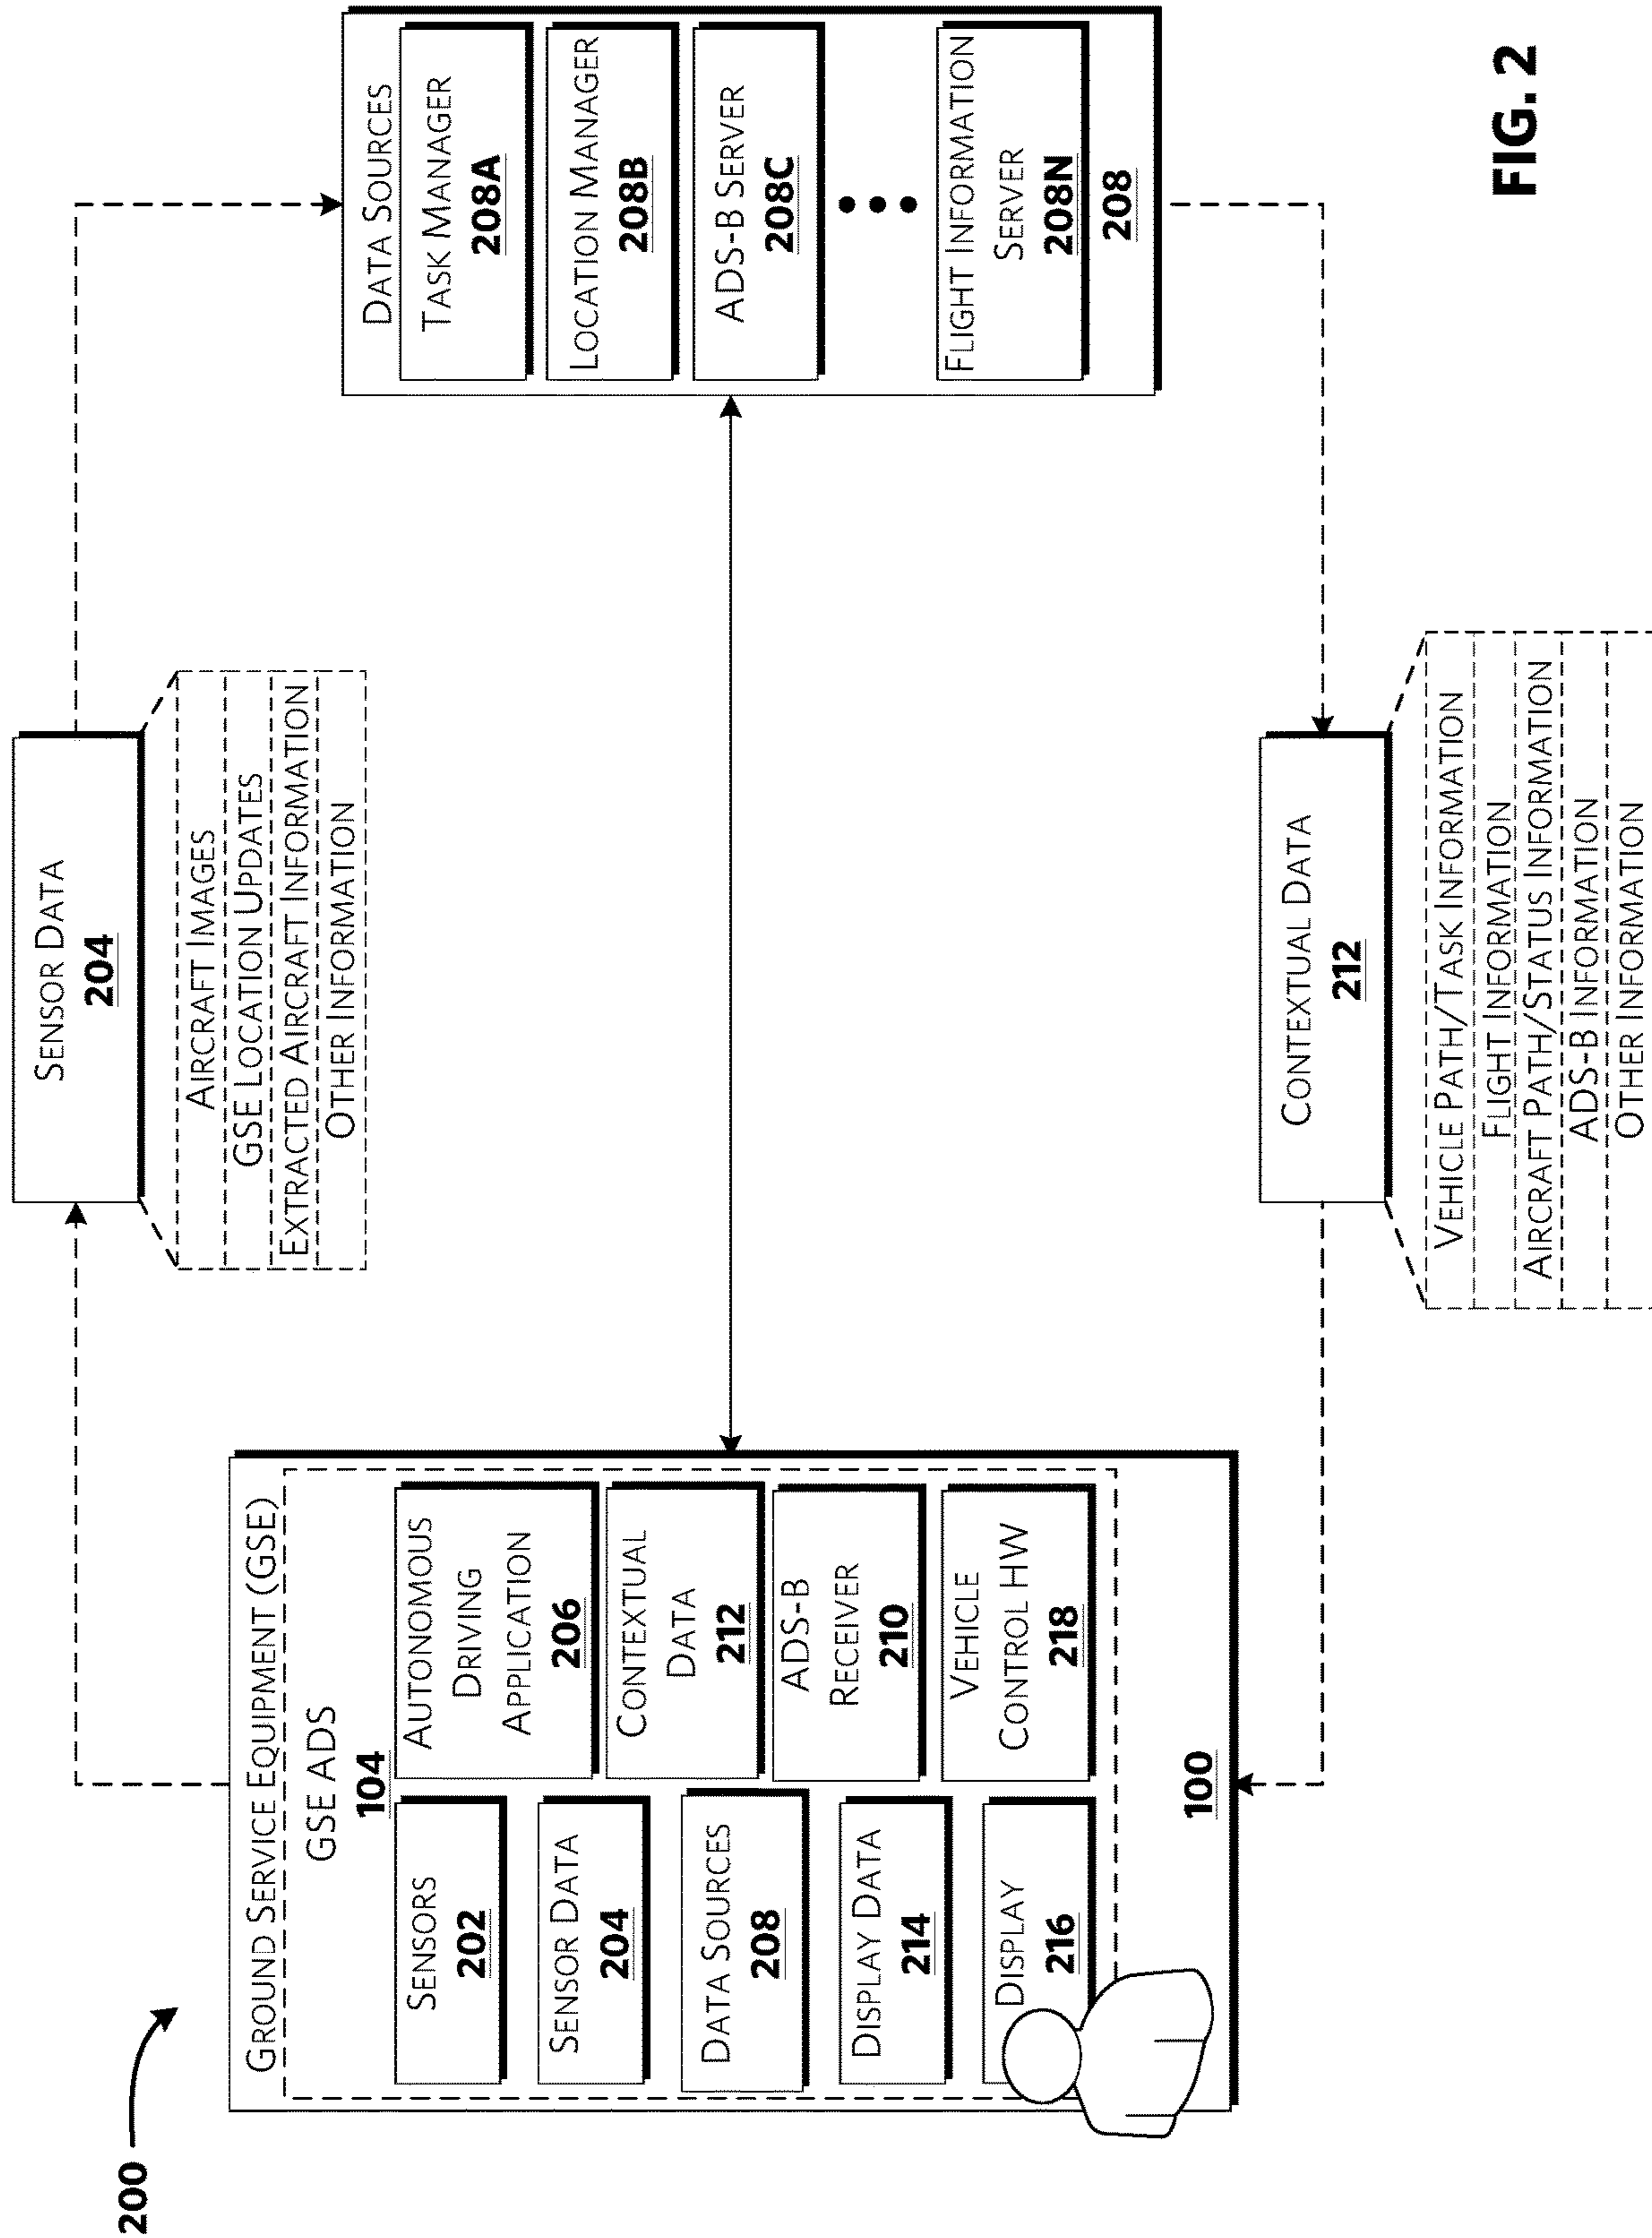 200
GROUND SERVICE EQUIPMENT (GSE)
GSE ADS
104
SENSORS
202
SENSOR DATA
204
DATA SOURCES
208
DISPLAY DATA
214
DISPLAY
216
AUTONOMOUS
DRIVING
APPLICATION
206
CONTEXTUAL
DATA
212
ADS-B
RECEIVER
210
VEHICLE
CONTROL HW
218
100
SENSOR DATA
204
AIRCRAFT IMAGES
GSE LOCATION UPDATES
EXTRACTED AIRCRAFT INFORMATION
OTHER INFORMATION
CONTEXTUAL DATA
212
VEHICLE PATH/TASK INFORMATION
FLIGHT INFORMATION
AIRCRAFT PATH/STATUS INFORMATION
ADS-B INFORMATION
OTHER INFORMATION
DATA SOURCES
TASK MANAGER
208A
LOCATION MANAGER
208B
ADS-B SERVER
208C
FLIGHT INFORMATION
SERVER
208N
208
FIG. 2